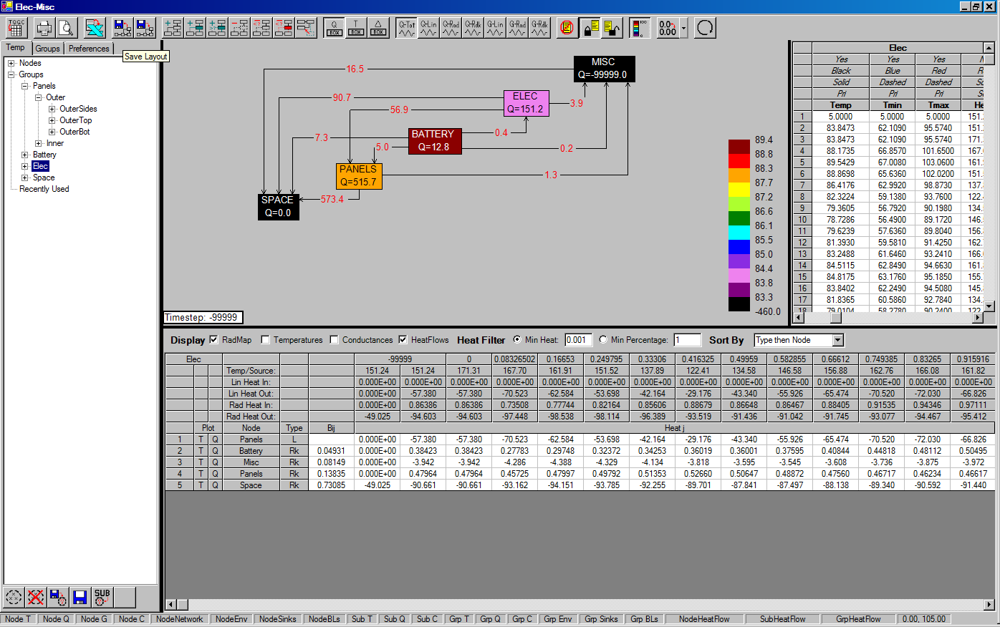 Elec-Misc
TQGC
Q BOX T BOX △ BOX Q-Tot Q-Lin Q-Rad Q-Rdk G-Lin G-Rad G-Rdk 100 0 0.0 0.00
Temp Groups Preferences
Save Layout
Nodes
Groups
Panels
Outer
OuterSides
OuterTop
OuterBot
Inner
Battery
Elec
Space
Recently Used
SUB
MISC
Q=-99999.0
16.5
ELEC
Q=151.2
90.7
3.9
56.9
BATTERY
Q=12.8
0.4
7.3
5.0
0.2
PANELS
Q=515.7
1.3
SPACE
Q=0.0
573.4
89.4
88.8
88.3
87.7
87.2
86.6
86.1
85.5
85.0
84.4
83.8
83.3
-460.0
Timestep: -99999
Elec
Yes Yes Yes
Black Blue Red
Solid Dashed Dashed
Pri Pri Pri
Temp Tmin Tmax He
1 5.0000 5.0000 5.0000 151.
2 83.8473 62.1090 95.5740 151.
3 83.8473 62.1090 95.5740 171.
4 88.1735 66.8570 101.6500 167.
5 89.5429 67.0080 103.0600 161.
6 88.8698 65.6360 102.0200 151.
7 86.4176 62.9920 98.8730 137.
8 82.3224 59.1380 93.7600 122.
9 79.3605 56.7920 90.1980 134.
10 78.7286 56.4900 89.1720 146.
11 79.6239 57.6360 89.8040 156.
12 81.3930 59.5810 91.4250 162.
13 83.2488 61.6460 93.2410 166.
14 84.5115 62.8490 94.6630 161.
15 84.8175 63.1760 95.1850 155.
16 83.8402 62.2490 94.5080 145.
17 81.8365 60.5860 92.7840 134.
18 79.0104 58.2780 90.2400 122.
Display RadMap Temperatures Conductances HeatFlows Heat Filter Min Heat: 0.001 Min Percentage: 1 Sort By Type then Node
Elec -99999 0 0.08326502 0.16653 0.249795 0.33306 0.416325 0.49959 0.582855 0.66612 0.749385 0.83265 0.915916
Temp/Source: 151.24 151.24 171.31 167.70 161.91 151.52 137.89 122.41 134.58 146.58 156.88 162.76 166.08 161.82
Lin Heat In: 0.000E+00 0.000E+00 0.000E+00 0.000E+00 0.000E+00 0.000E+00 0.000E+00 0.000E+00 0.000E+00 0.000E+00 0.000E+00 0.000E+00 0.000E+00 0.000E+00
Lin Heat Out: 0.000E+00 -57.380 -57.380 -70.523 -62.584 -53.698 -42.164 -29.176 -43.340 -55.926 -65.474 -70.520 -72.030 -66.826
Rad Heat In: 0.000E+00 0.86386 0.86386 0.73508 0.77744 0.82164 0.85606 0.88679 0.86648 0.86467 0.88405 0.91535 0.94346 0.97111
Rad Heat Out: -49.025 -94.603 -94.603 -97.448 -98.538 -98.114 -96.389 -93.519 -91.436 -91.042 -91.745 -93.077 -94.467 -95.412
Plot Node Type Bij Heat j
1 T Q Panels L 0.000E+00 -57.380 -57.380 -70.523 -62.584 -53.698 -42.164 -29.176 -43.340 -55.926 -65.474 -70.520 -72.030 -66.826
2 T Q Battery Rk 0.04931 0.000E+00 0.38423 0.38423 0.27783 0.29748 0.32372 0.34253 0.36019 0.36001 0.37595 0.40844 0.44818 0.48112 0.50495
3 T Q Misc Rk 0.08149 0.000E+00 -3.942 -3.942 -4.286 -4.388 -4.329 -4.134 -3.818 -3.595 -3.545 -3.608 -3.736 -3.875 -3.972
4 T Q Panels Rk 0.13835 0.000E+00 0.47964 0.47964 0.45725 0.47997 0.49792 0.51353 0.52660 0.50647 0.48872 0.47560 0.46717 0.46234 0.46617
5 T Q Space Rk 0.73085 -49.025 -90.661 -90.661 -93.162 -94.151 -93.785 -92.255 -89.701 -87.841 -87.497 -88.138 -89.340 -90.592 -91.440
Node T Node Q Node G Node C NodeNetwork NodeEnv NodeSinks NodeBLs Sub T Sub Q Sub C Grp T Grp Q Grp C Grp Env Grp Sinks Grp BLs NodeHeatFlow SubHeatFlow GrpHeatFlow 0.00, 105.00